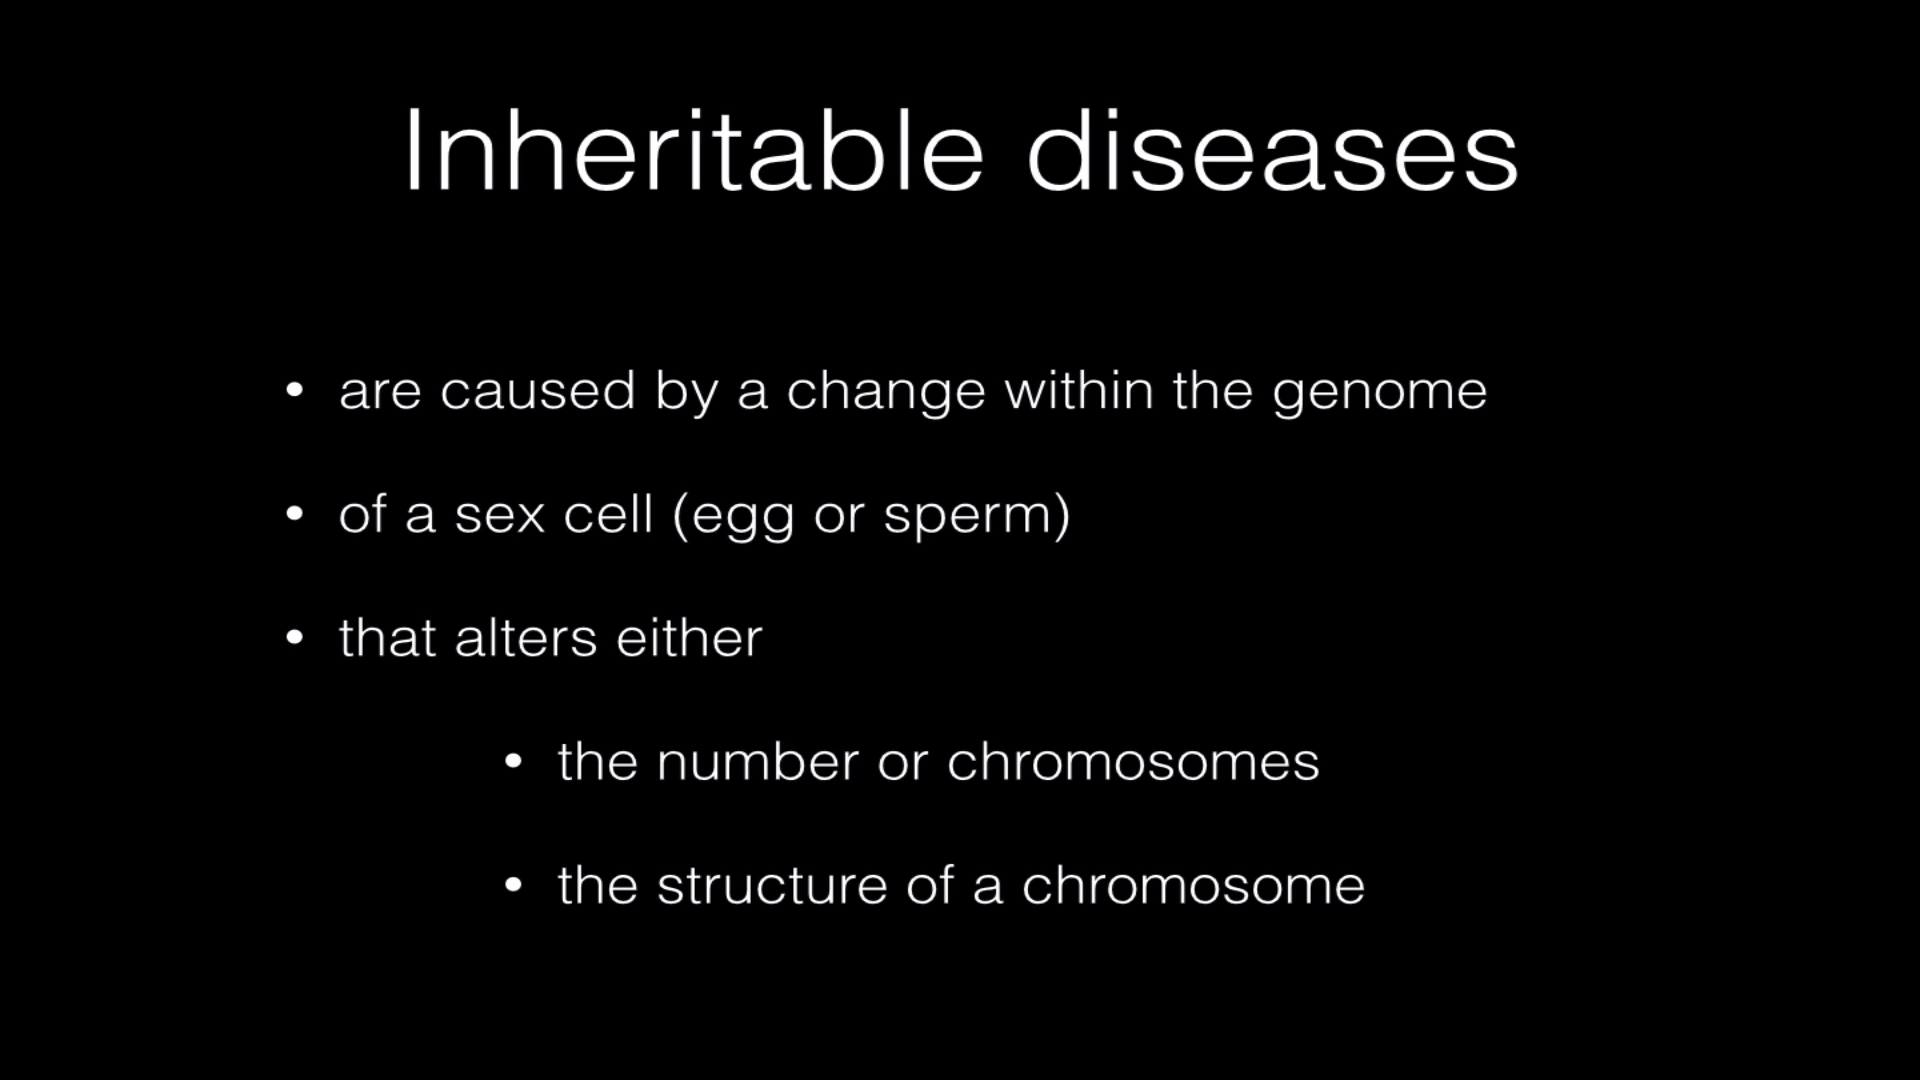 Inheritable diseases
• are caused by a change within the genome
• of a sex cell (egg or sperm)
• that alters either
• the number or chromosomes
• the structure of a chromosome